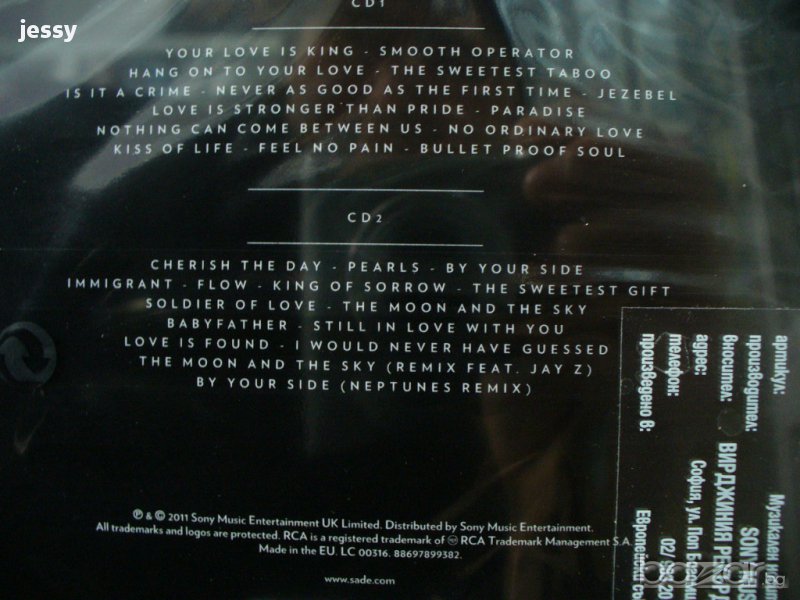 jessy
CD1
YOUR LOVE IS KING - SMOOTH OPERATOR
HANG ON TO YOUR LOVE - THE SWEETEST TABOO
IS IT A CRIME - NEVER AS GOOD AS THE FIRST TIME - JEZEBEL
LOVE IS STRONGER THAN PRIDE - PARADISE
NOTHING CAN COME BETWEEN US - NO ORDINARY LOVE
KISS OF LIFE - FEEL NO PAIN - BULLET PROOF SOUL
CD2
CHERISH THE DAY - PEARLS - BY YOUR SIDE
IMMIGRANT - FLOW - KING OF SORROW - THE SWEETEST GIFT
SOLDIER OF LOVE - THE MOON AND THE SKY
BABYFATHER - STILL IN LOVE WITH YOU
LOVE IS FOUND - I WOULD NEVER HAVE GUESSED
THE MOON AND THE SKY (REMIX FEAT. JAY Z)
BY YOUR SIDE (NEPTUNES REMIX)
℗ & © 2011 Sony Music Entertainment UK Limited. Distributed by Sony Music Entertainment.
All trademarks and logos are protected. RCA is a registered trademark of RCA Trademark Management S.A.
Made in the EU. LC 00316. 88697899382.
www.sade.com
артикул: Музикален
производител: SONY
вносител: ВИРДЖИНИЯ
адрес: София, ул. Поп
телефон: 02/
произведено в:
bazar.bg